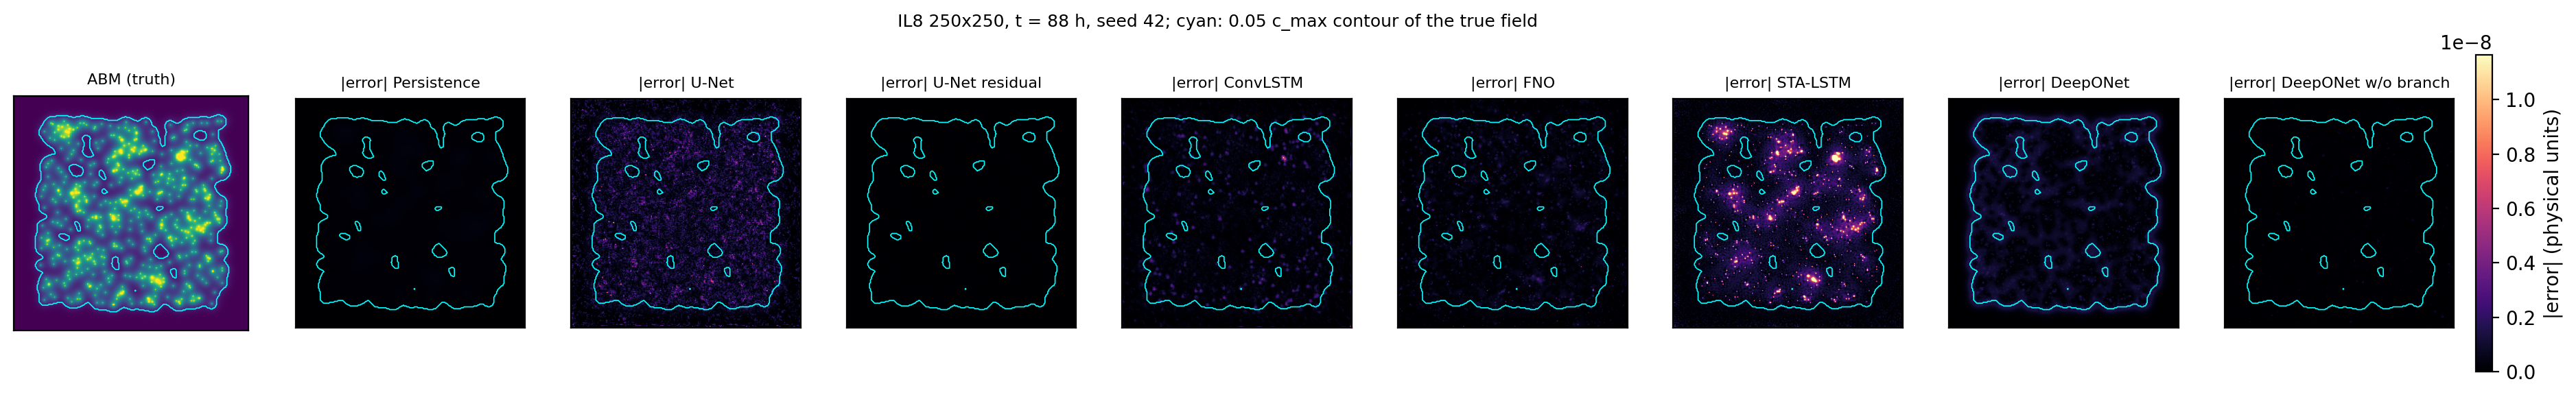 IL8 250x250, t = 88 h, seed 42; cyan: 0.05 c_max contour of the true field
ABM (truth)
|error| Persistence
|error| U-Net
|error| U-Net residual
|error| ConvLSTM
|error| FNO
|error| STA-LSTM
|error| DeepONet
|error| DeepONet w/o branch
1e−8
1.0
0.8
0.6
0.4
0.2
0.0
|error| (physical units)